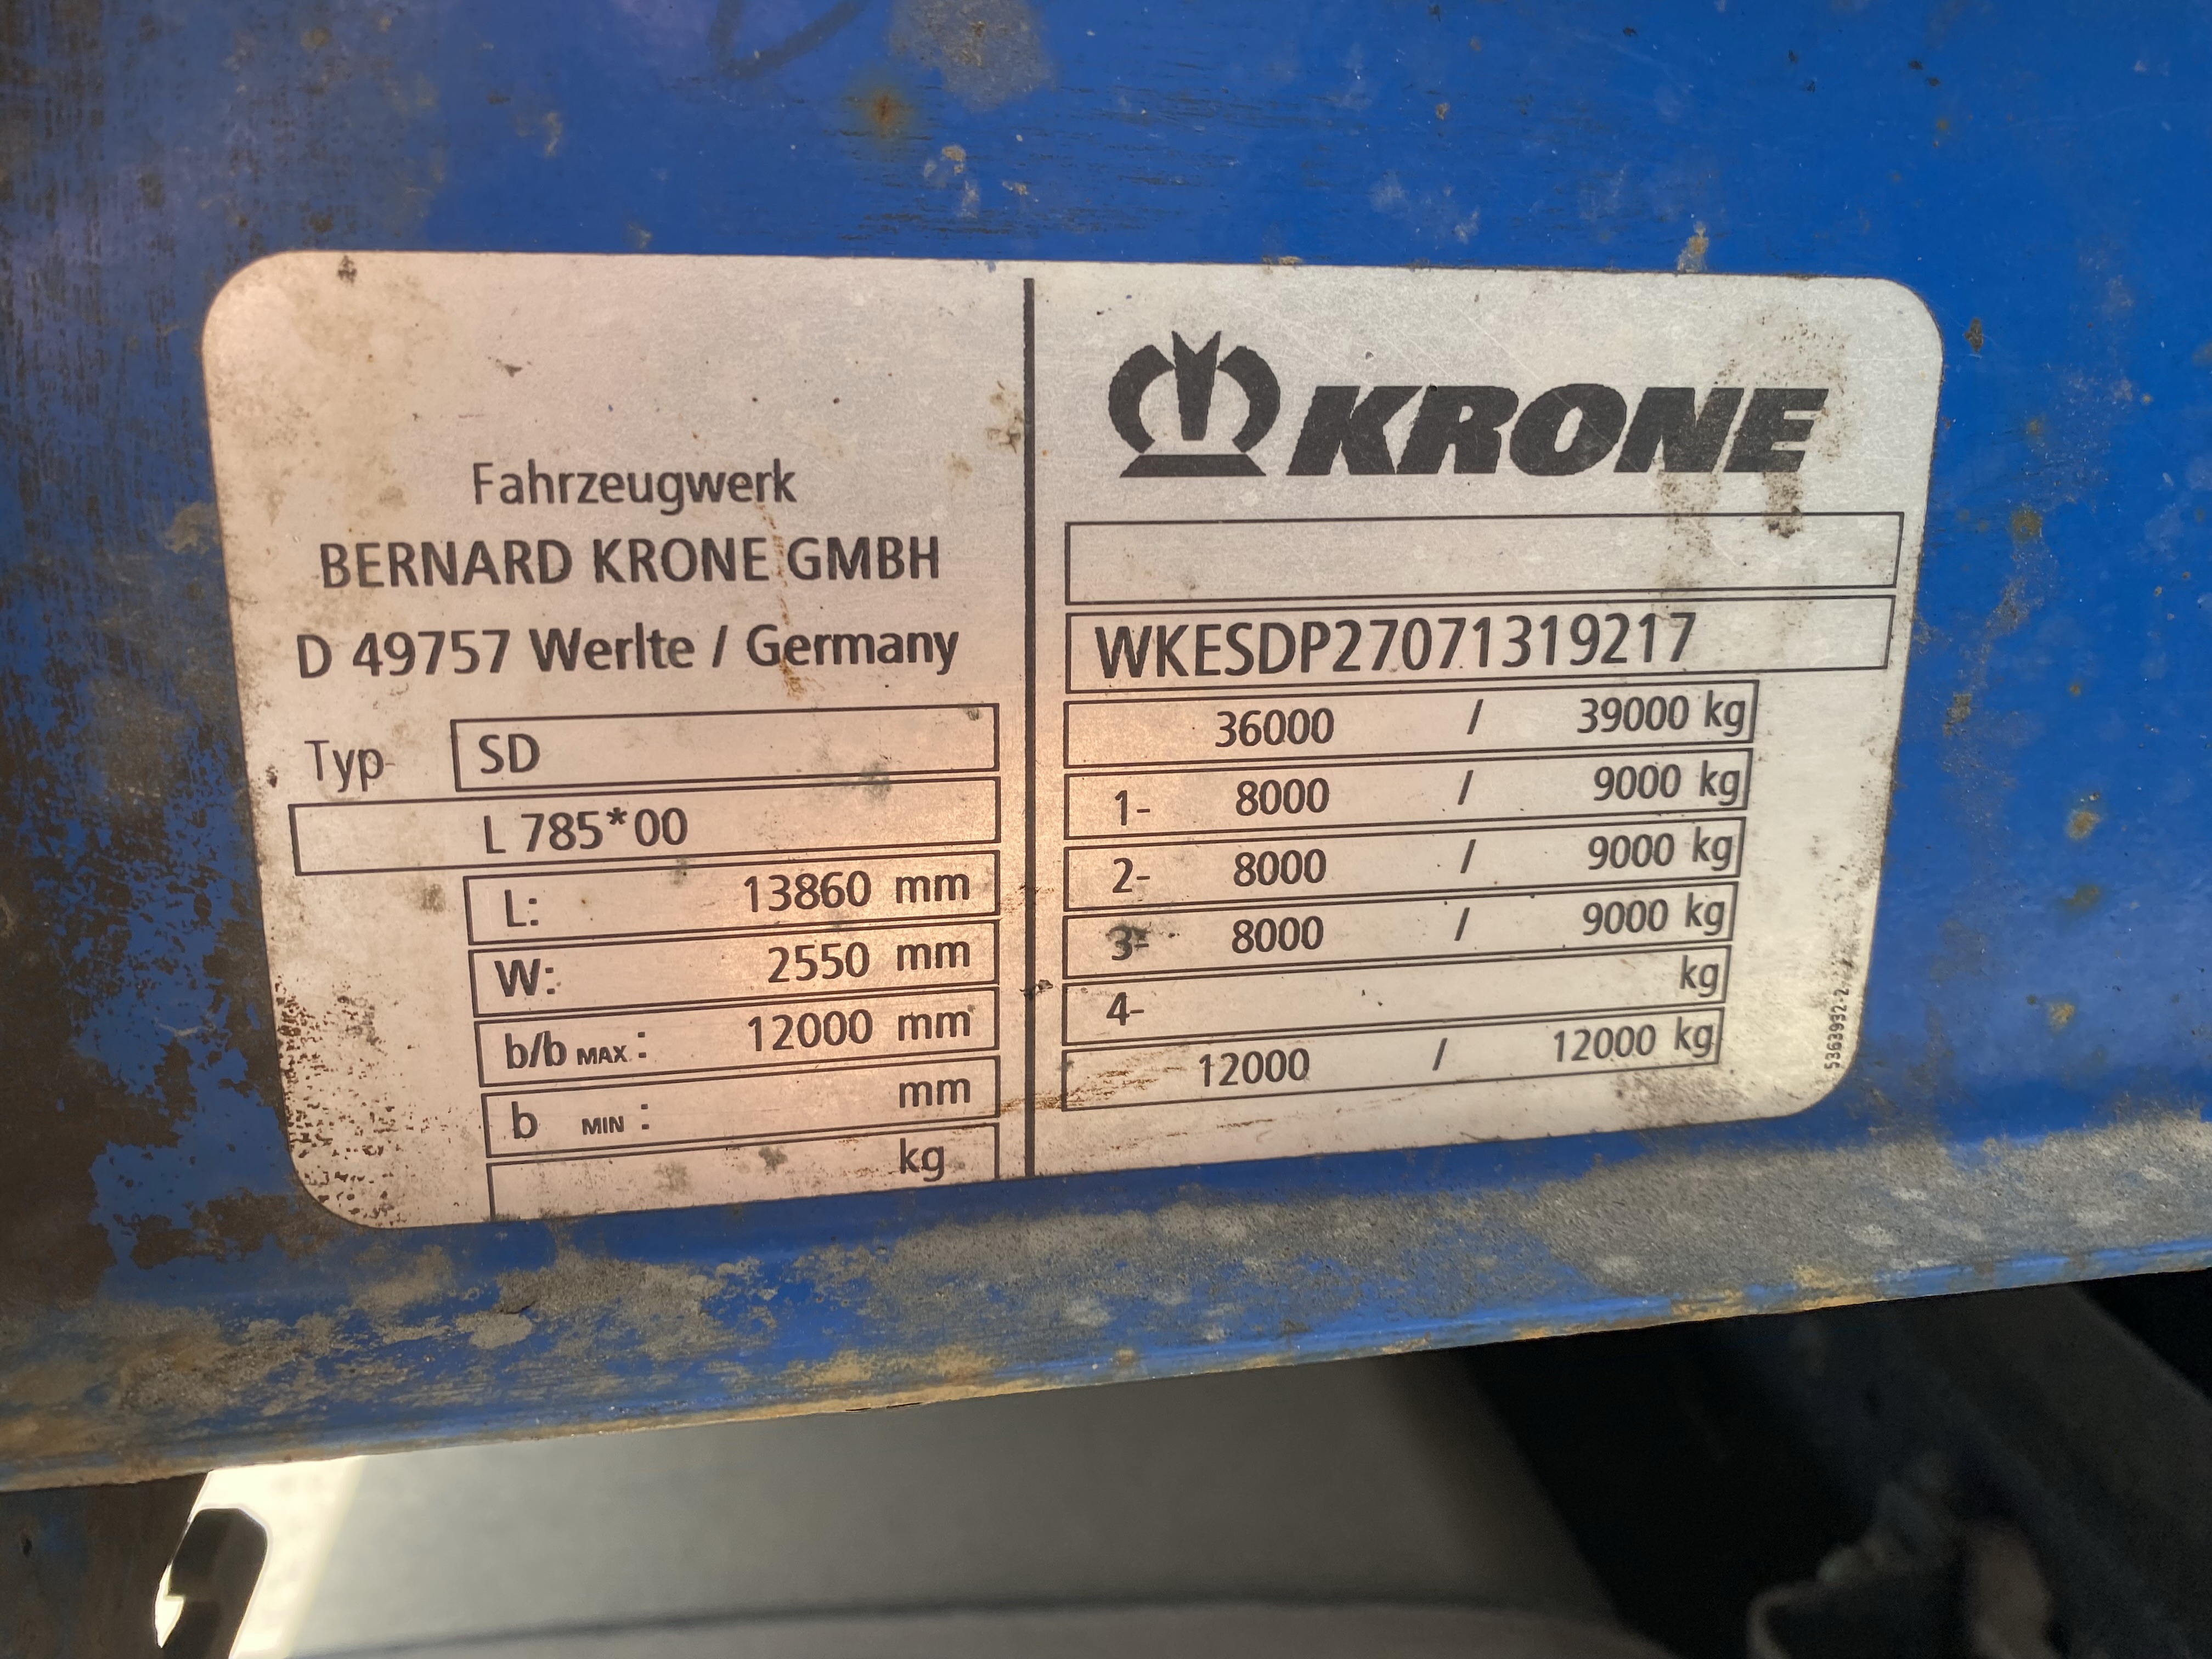 Fahrzeugwerk
BERNARD KRONE GMBH
D 49757 Werlte / Germany
Typ SD
L 785*00
L: 13860 mm
W: 2550 mm
b/b MAX : 12000 mm
b MIN : mm
kg
KRONE
WKESDP27071319217
36000 / 39000 kg
1- 8000 / 9000 kg
2- 8000 / 9000 kg
3- 8000 / 9000 kg
4- kg
12000 / 12000 kg
5363932-2